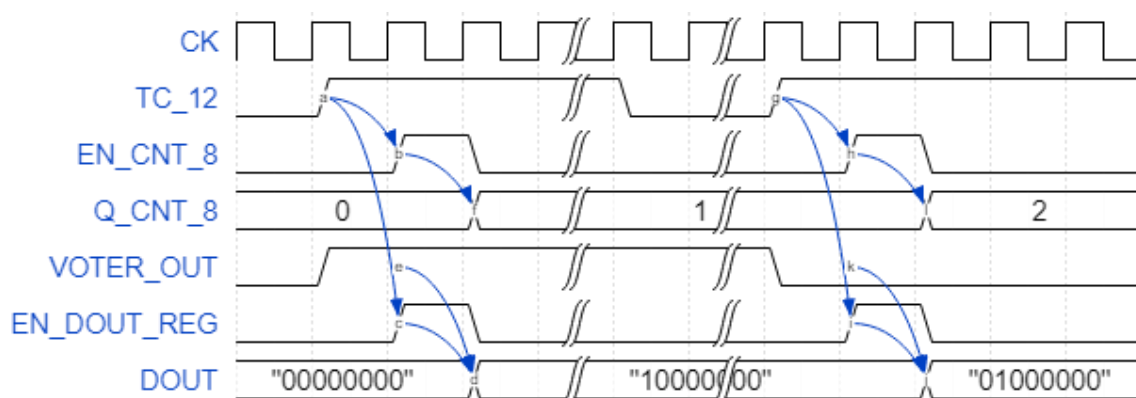 CK
TC_12
a g
EN_CNT_8
b h
Q_CNT_8 0 1 2
VOTER_OUT
e k
EN_DOUT_REG
c
DOUT "00000000" d "10000000" "01000000"